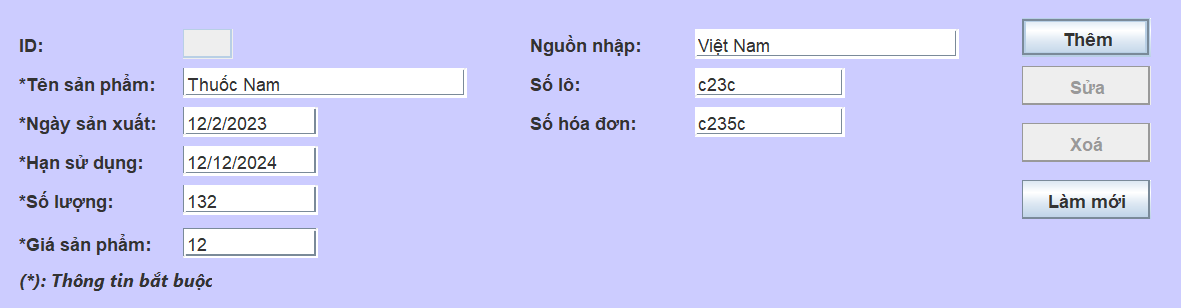 ID:
Nguồn nhập: Việt Nam
Thêm
*Tên sản phẩm: Thuốc Nam
Số lô: c23c
Sửa
*Ngày sản xuất: 12/2/2023
Số hóa đơn: c235c
Xoá
*Hạn sử dụng: 12/12/2024
*Số lượng: 132
Làm mới
*Giá sản phẩm: 12
(*): Thông tin bắt buộc